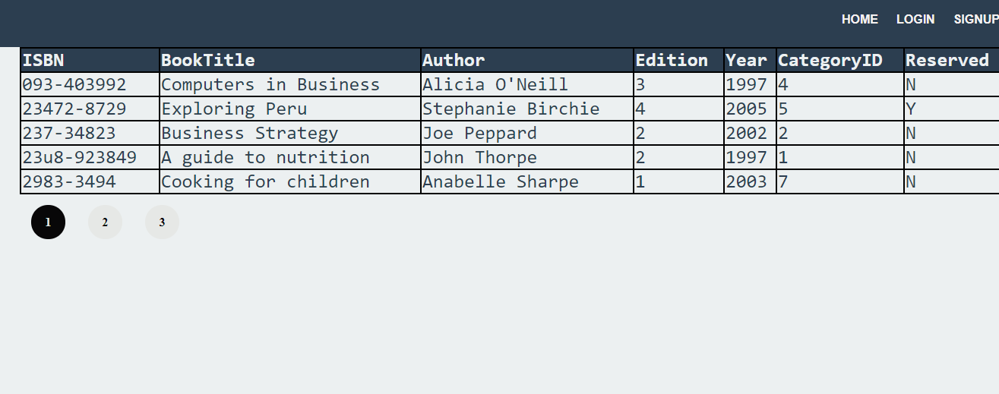 HOME LOGIN SIGNUP
ISBN BookTitle Author Edition Year CategoryID Reserved
093-403992 Computers in Business Alicia O'Neill 3 1997 4 N
23472-8729 Exploring Peru Stephanie Birchie 4 2005 5 Y
237-34823 Business Strategy Joe Peppard 2 2002 2 N
23u8-923849 A guide to nutrition John Thorpe 2 1997 1 N
2983-3494 Cooking for children Anabelle Sharpe 1 2003 7 N
1 2 3